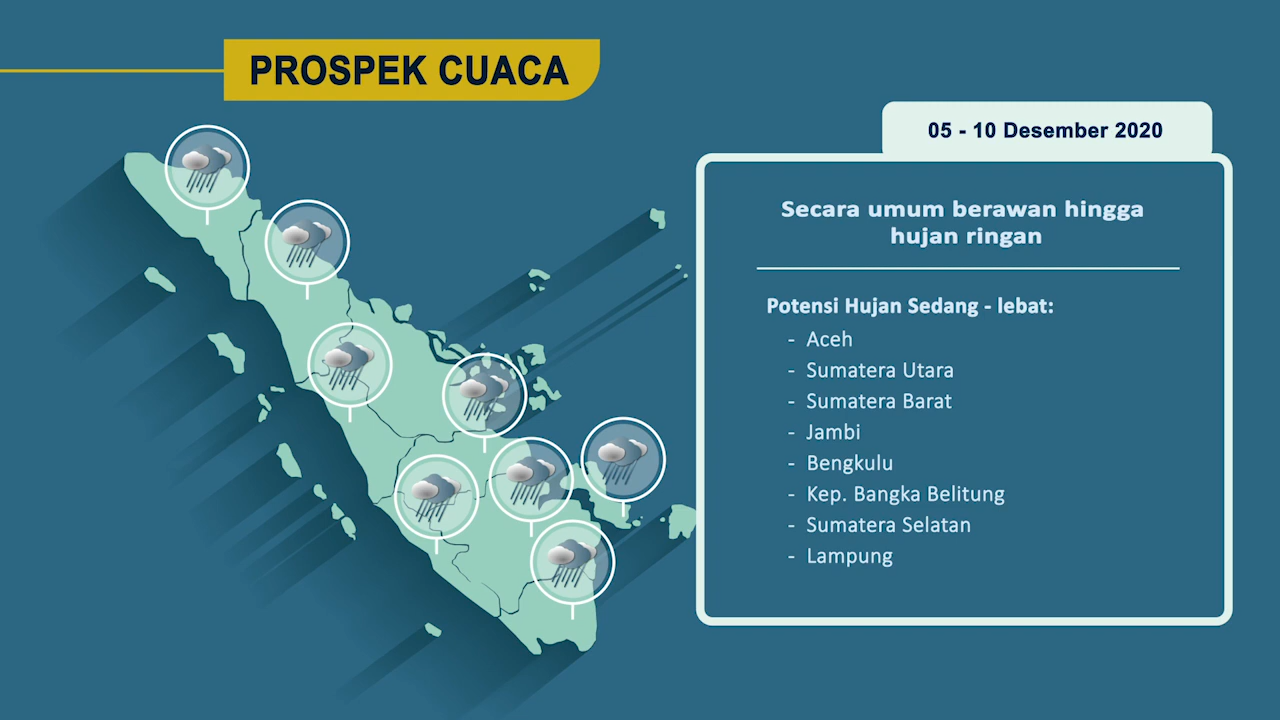 PROSPEK CUACA
05 - 10 Desember 2020
Secara umum berawan hingga
hujan ringan
Potensi Hujan Sedang - lebat:
- Aceh
- Sumatera Utara
- Sumatera Barat
- Jambi
- Bengkulu
- Kep. Bangka Belitung
- Sumatera Selatan
- Lampung